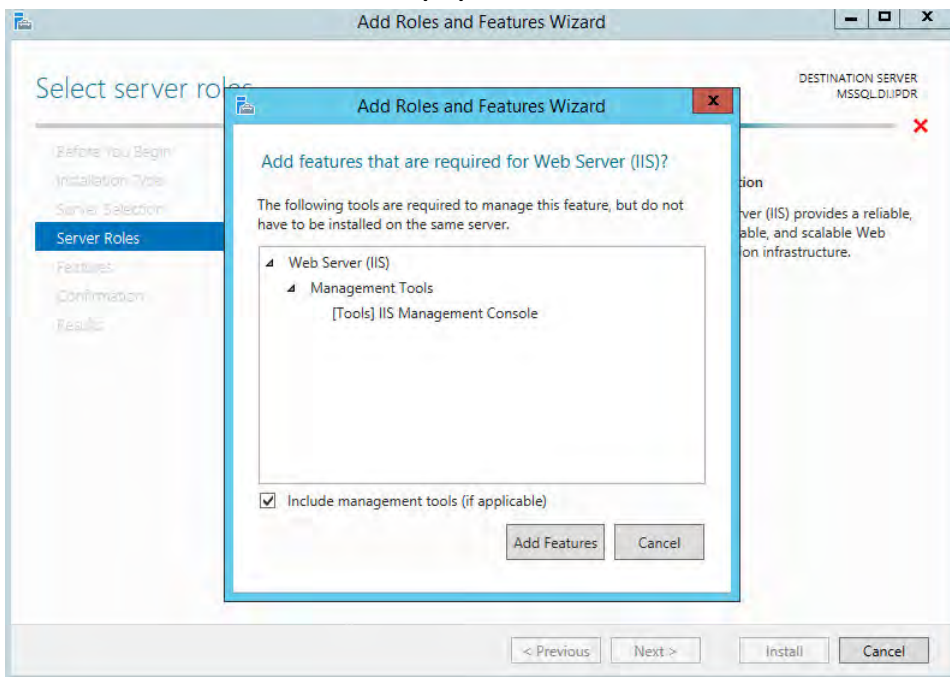 Add Roles and Features Wizard
Select server roles
DESTINATION SERVER
MSSQL.DIJPDR
Before You Begin
Installation Type
Server Selection
Server Roles
Features
Confirmation
Results
Add Roles and Features Wizard
Add features that are required for Web Server (IIS)?
The following tools are required to manage this feature, but do not
have to be installed on the same server.
Web Server (IIS)
Management Tools
[Tools] IIS Management Console
Include management tools (if applicable)
Add Features
Cancel
tion
ver (IIS) provides a reliable,
able, and scalable Web
ion infrastructure.
< Previous
Next >
Install
Cancel